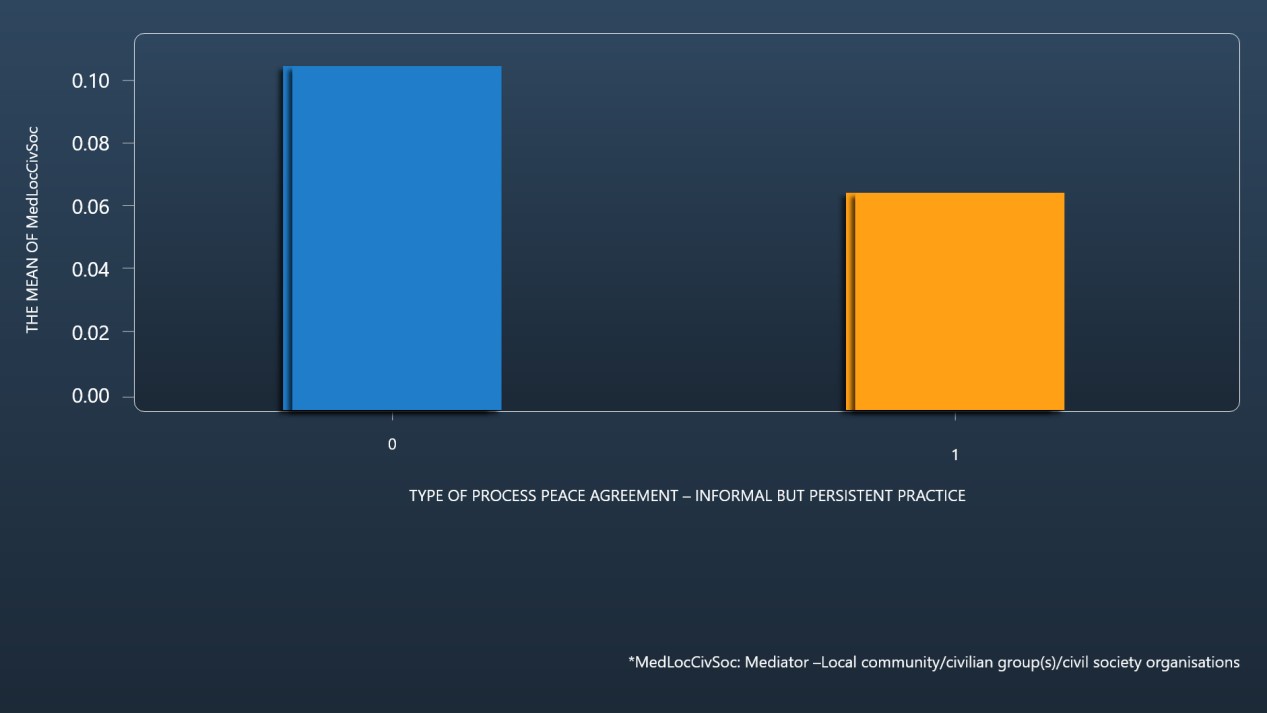 0.10
0.08
0.06
0.04
0.02
0.00
THE MEAN OF MedLocCivSoc
0
1
TYPE OF PROCESS PEACE AGREEMENT – INFORMAL BUT PERSISTENT PRACTICE
*MedLocCivSoc: Mediator –Local community/civilian group(s)/civil society organisations